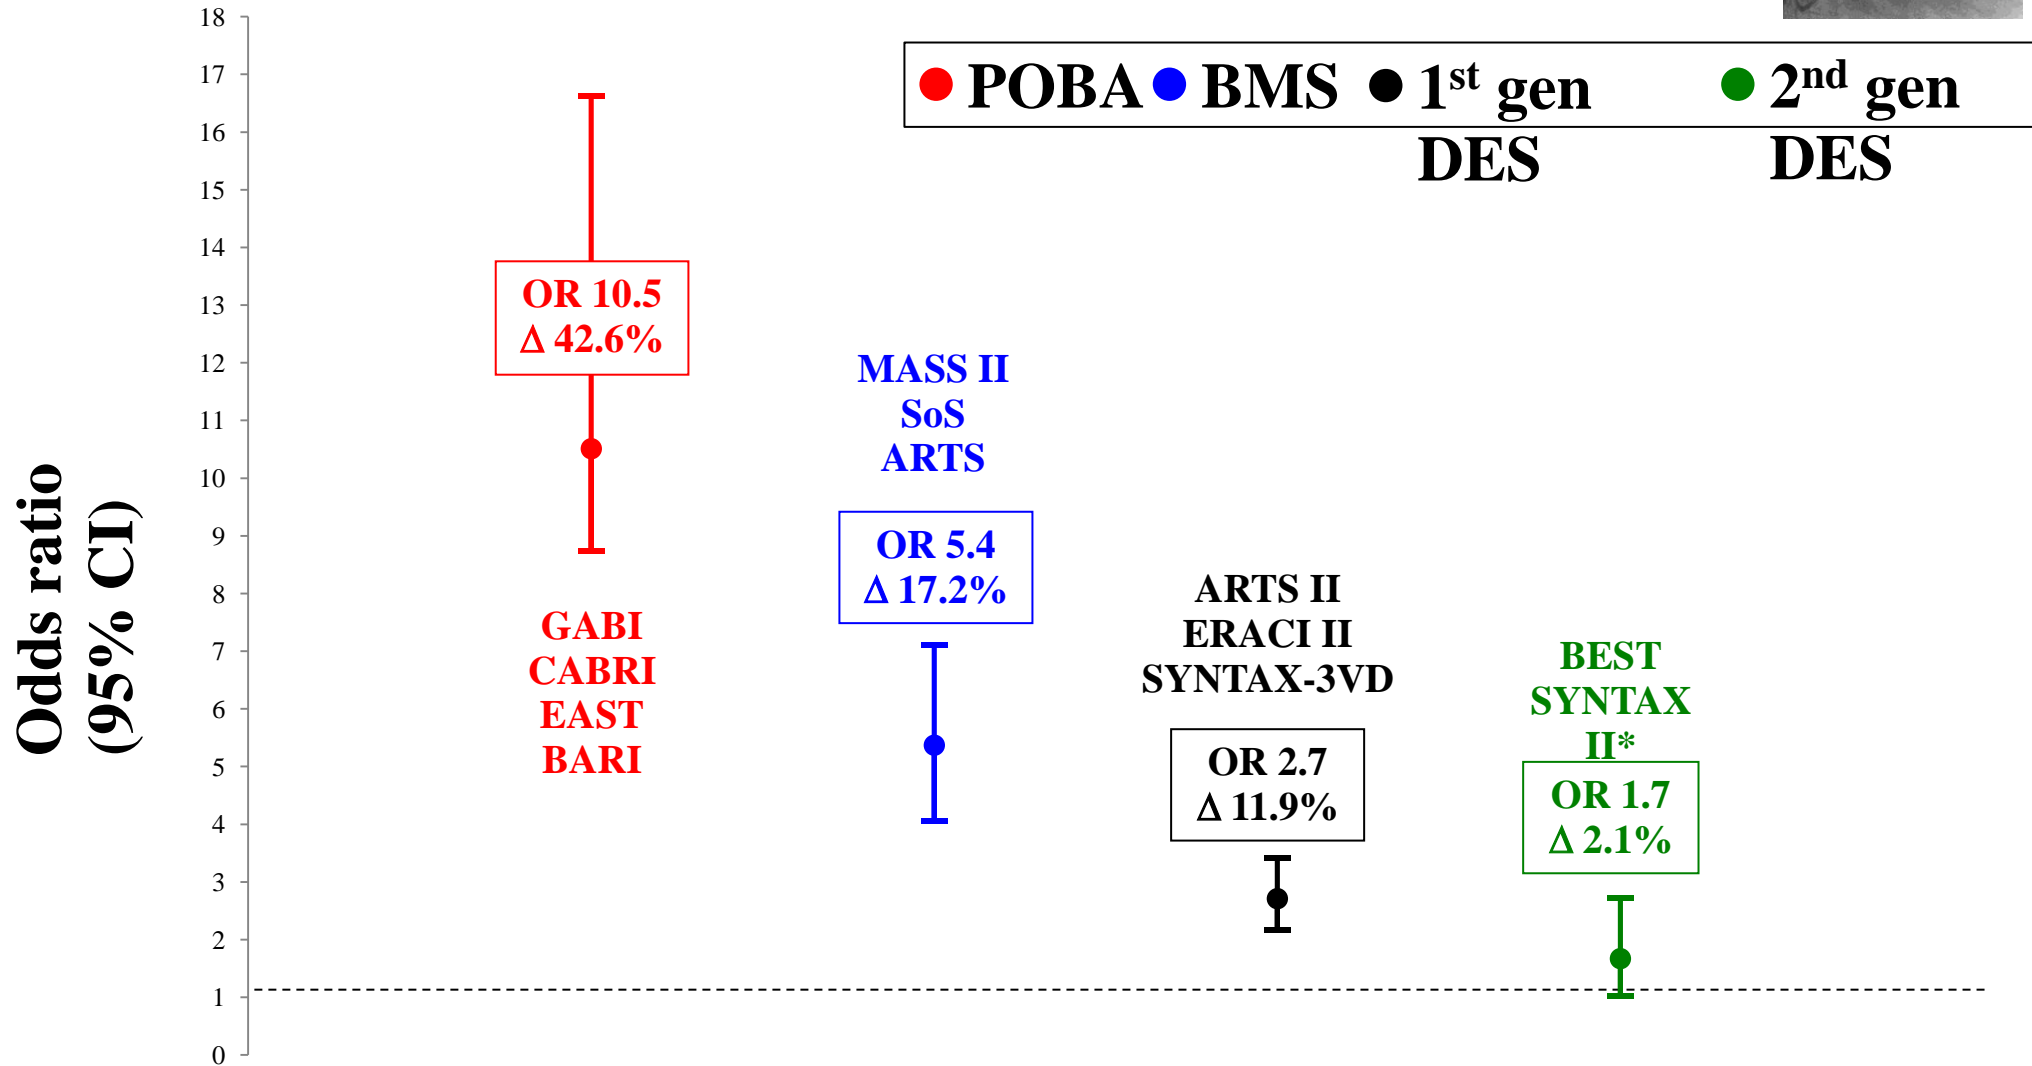 18
17
16
15
14
13
12
11
10
9
8
7
6
5
4
3
2
1
0
Odds ratio
(95% CI)
POBA
BMS
1st gen
DES
2nd gen
DES
OR 10.5
Δ 42.6%
GABI
CABRI
EAST
BARI
MASS II
SoS
ARTS
OR 5.4
Δ 17.2%
ARTS II
ERACI II
SYNTAX-3VD
OR 2.7
Δ 11.9%
BEST
SYNTAX
II*
OR 1.7
Δ 2.1%